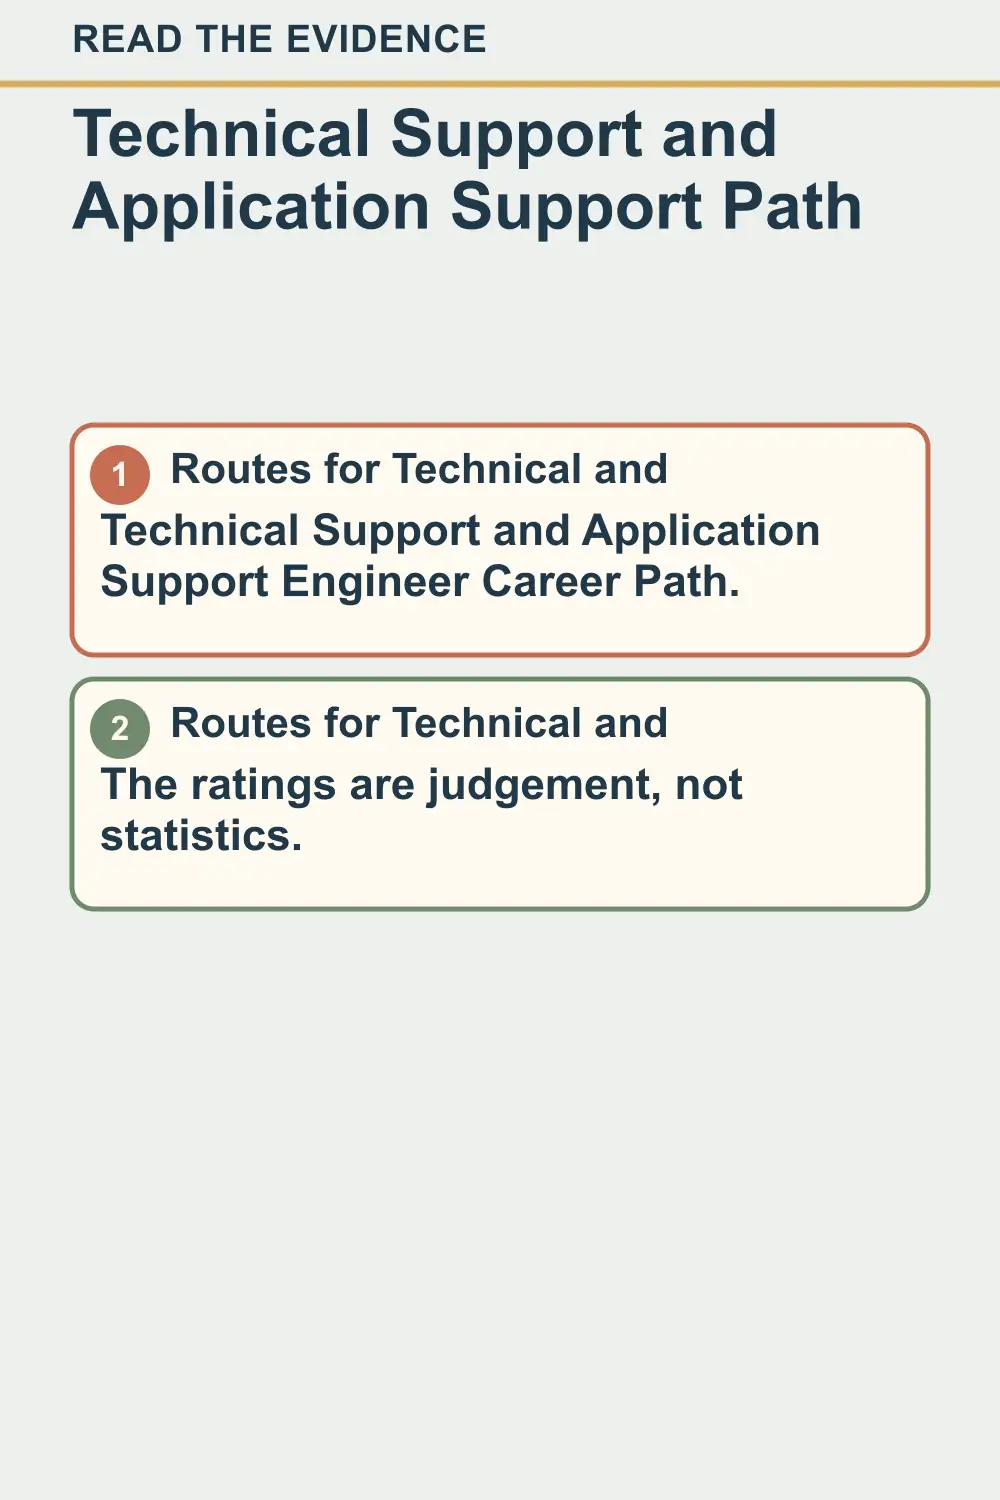 READ THE EVIDENCE
Technical Support and
Application Support Path
1 Routes for Technical and
Technical Support and Application
Support Engineer Career Path.
2 Routes for Technical and
The ratings are judgement, not
statistics.